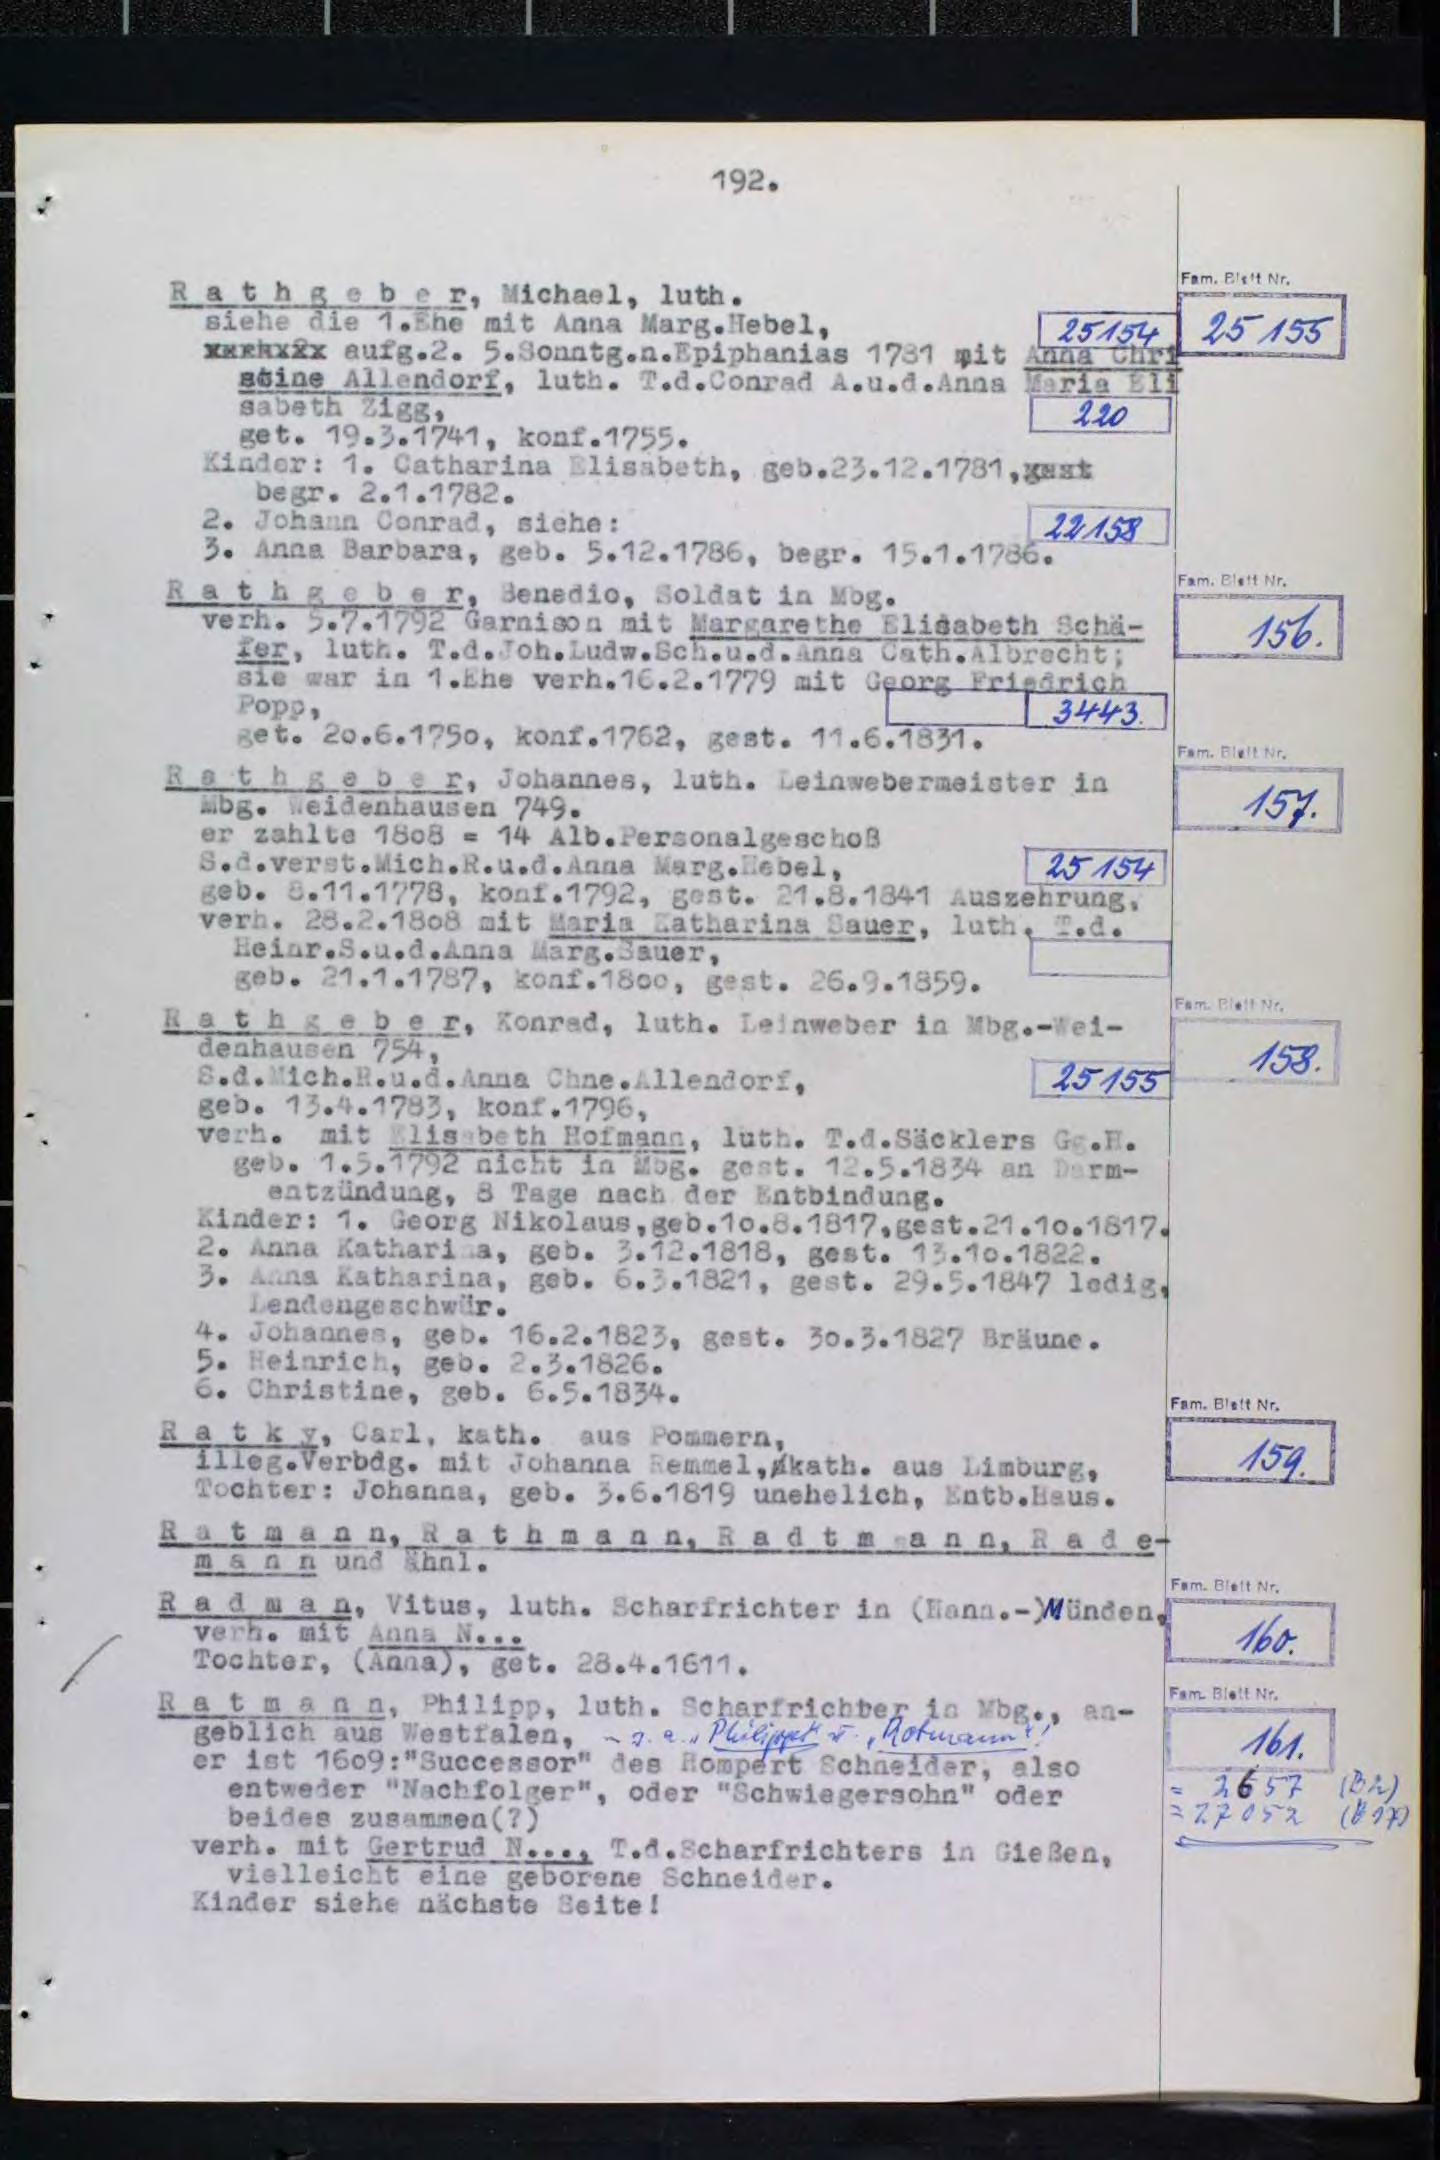 192.
Fam. Blatt Nr.
R a t h g e b e r, Michael, luth.
siehe die 1.Ehe mit Anna Marg.Hebel, 25154 25155
aufg.2. 5.Sonntg.n.Epiphanias 1781 mit Anna Chri
stine Allendorf, luth. T.d.Conrad A.u.d.Anna Maria Eli
sabeth Zigg, 220
get. 19.3.1741, konf.1755.
Kinder: 1. Catharina Elisabeth, geb.23.12.1781,gest
begr. 2.1.1782.
2. Johann Conrad, siehe: 22158
3. Anna Barbara, geb. 5.12.1786, begr. 15.1.1786.
Fam. Blatt Nr.
R a t h g e b e r, Benedio, Soldat in Mbg.
verh. 5.7.1792 Garnison mit Margarethe Elisabeth Schä- 156.
fer, luth. T.d.Joh.Ludw.Sch.u.d.Anna Cath.Albrecht;
sie war in 1.Ehe verh.16.2.1779 mit Georg Friedrich
Popp, 3443.
get. 2o.6.175o, konf.1762, gest. 11.6.1831.
Fam. Blatt Nr.
R a t h g e b e r, Johannes, luth. Leinwebermeister in
Mbg. Weidenhausen 749. 157.
er zahlte 18o8 = 14 Alb.Personalgeschoß
S.d.verst.Mich.R.u.d.Anna Marg.Hebel, 25154
geb. 8.11.1778, konf.1792, gest. 21.8.1841 Auszehrung,
verh. 28.2.18o8 mit Maria Katharina Sauer, luth. T.d.
Heinr.S.u.d.Anna Marg.Sauer,
geb. 21.1.1787, konf.18oo, gest. 26.9.1859.
Fam. Blatt Nr.
R a t h g e b e r, Konrad, luth. Leinweber in Mbg.-Wei-
denhausen 754, 158.
S.d.Mich.R.u.d.Anna Chne.Allendorf, 25155
geb. 13.4.1783, konf.1796,
verh. mit Elisabeth Hofmann, luth. T.d.Säcklers Gg.H.
geb. 1.5.1792 nicht in Mbg. gest. 12.5.1834 an Darm-
entzündung, 8 Tage nach der Entbindung.
Kinder: 1. Georg Nikolaus,geb.1o.8.1817,gest.21.1o.1817.
2. Anna Katharina, geb. 3.12.1818, gest. 13.1o.1822.
3. Anna Katharina, geb. 6.3.1821, gest. 29.5.1847 ledig,
Lendengeschwür.
4. Johannes, geb. 16.2.1823, gest. 3o.3.1827 Bräune.
5. Heinrich, geb. 2.3.1826.
6. Christine, geb. 6.5.1834.
Fam. Blatt Nr.
R a t k y, Carl, kath. aus Pommern,
illeg.Verbdg. mit Johanna Remmel, kath. aus Limburg, 159.
Tochter: Johanna, geb. 3.6.1819 unehelich, Entb.Haus.
R a t m a n n, R a t h m a n n, R a d t m a n n, R a d e-
m a n n und Ähnl.
Fam. Blatt Nr.
R a d m a n, Vitus, luth. Scharfrichter in (Hann.-)Münden,
verh. mit Anna N... 160.
Tochter, (Anna), get. 28.4.1611.
Fam. Blatt Nr.
R a t m a n n, Philipp, luth. Scharfrichter in Mbg., an-
geblich aus Westfalen, 161.
er ist 16o9:"Successor" des Rompert Schneider, also
= 2657 (B2)
entweder "Nachfolger", oder "Schwiegersohn" oder
= 27052
beides zusammen(?)
verh. mit Gertrud N..., T.d.Scharfrichters in Gießen,
vielleicht eine geborene Schneider.
Kinder siehe nächste Seite!